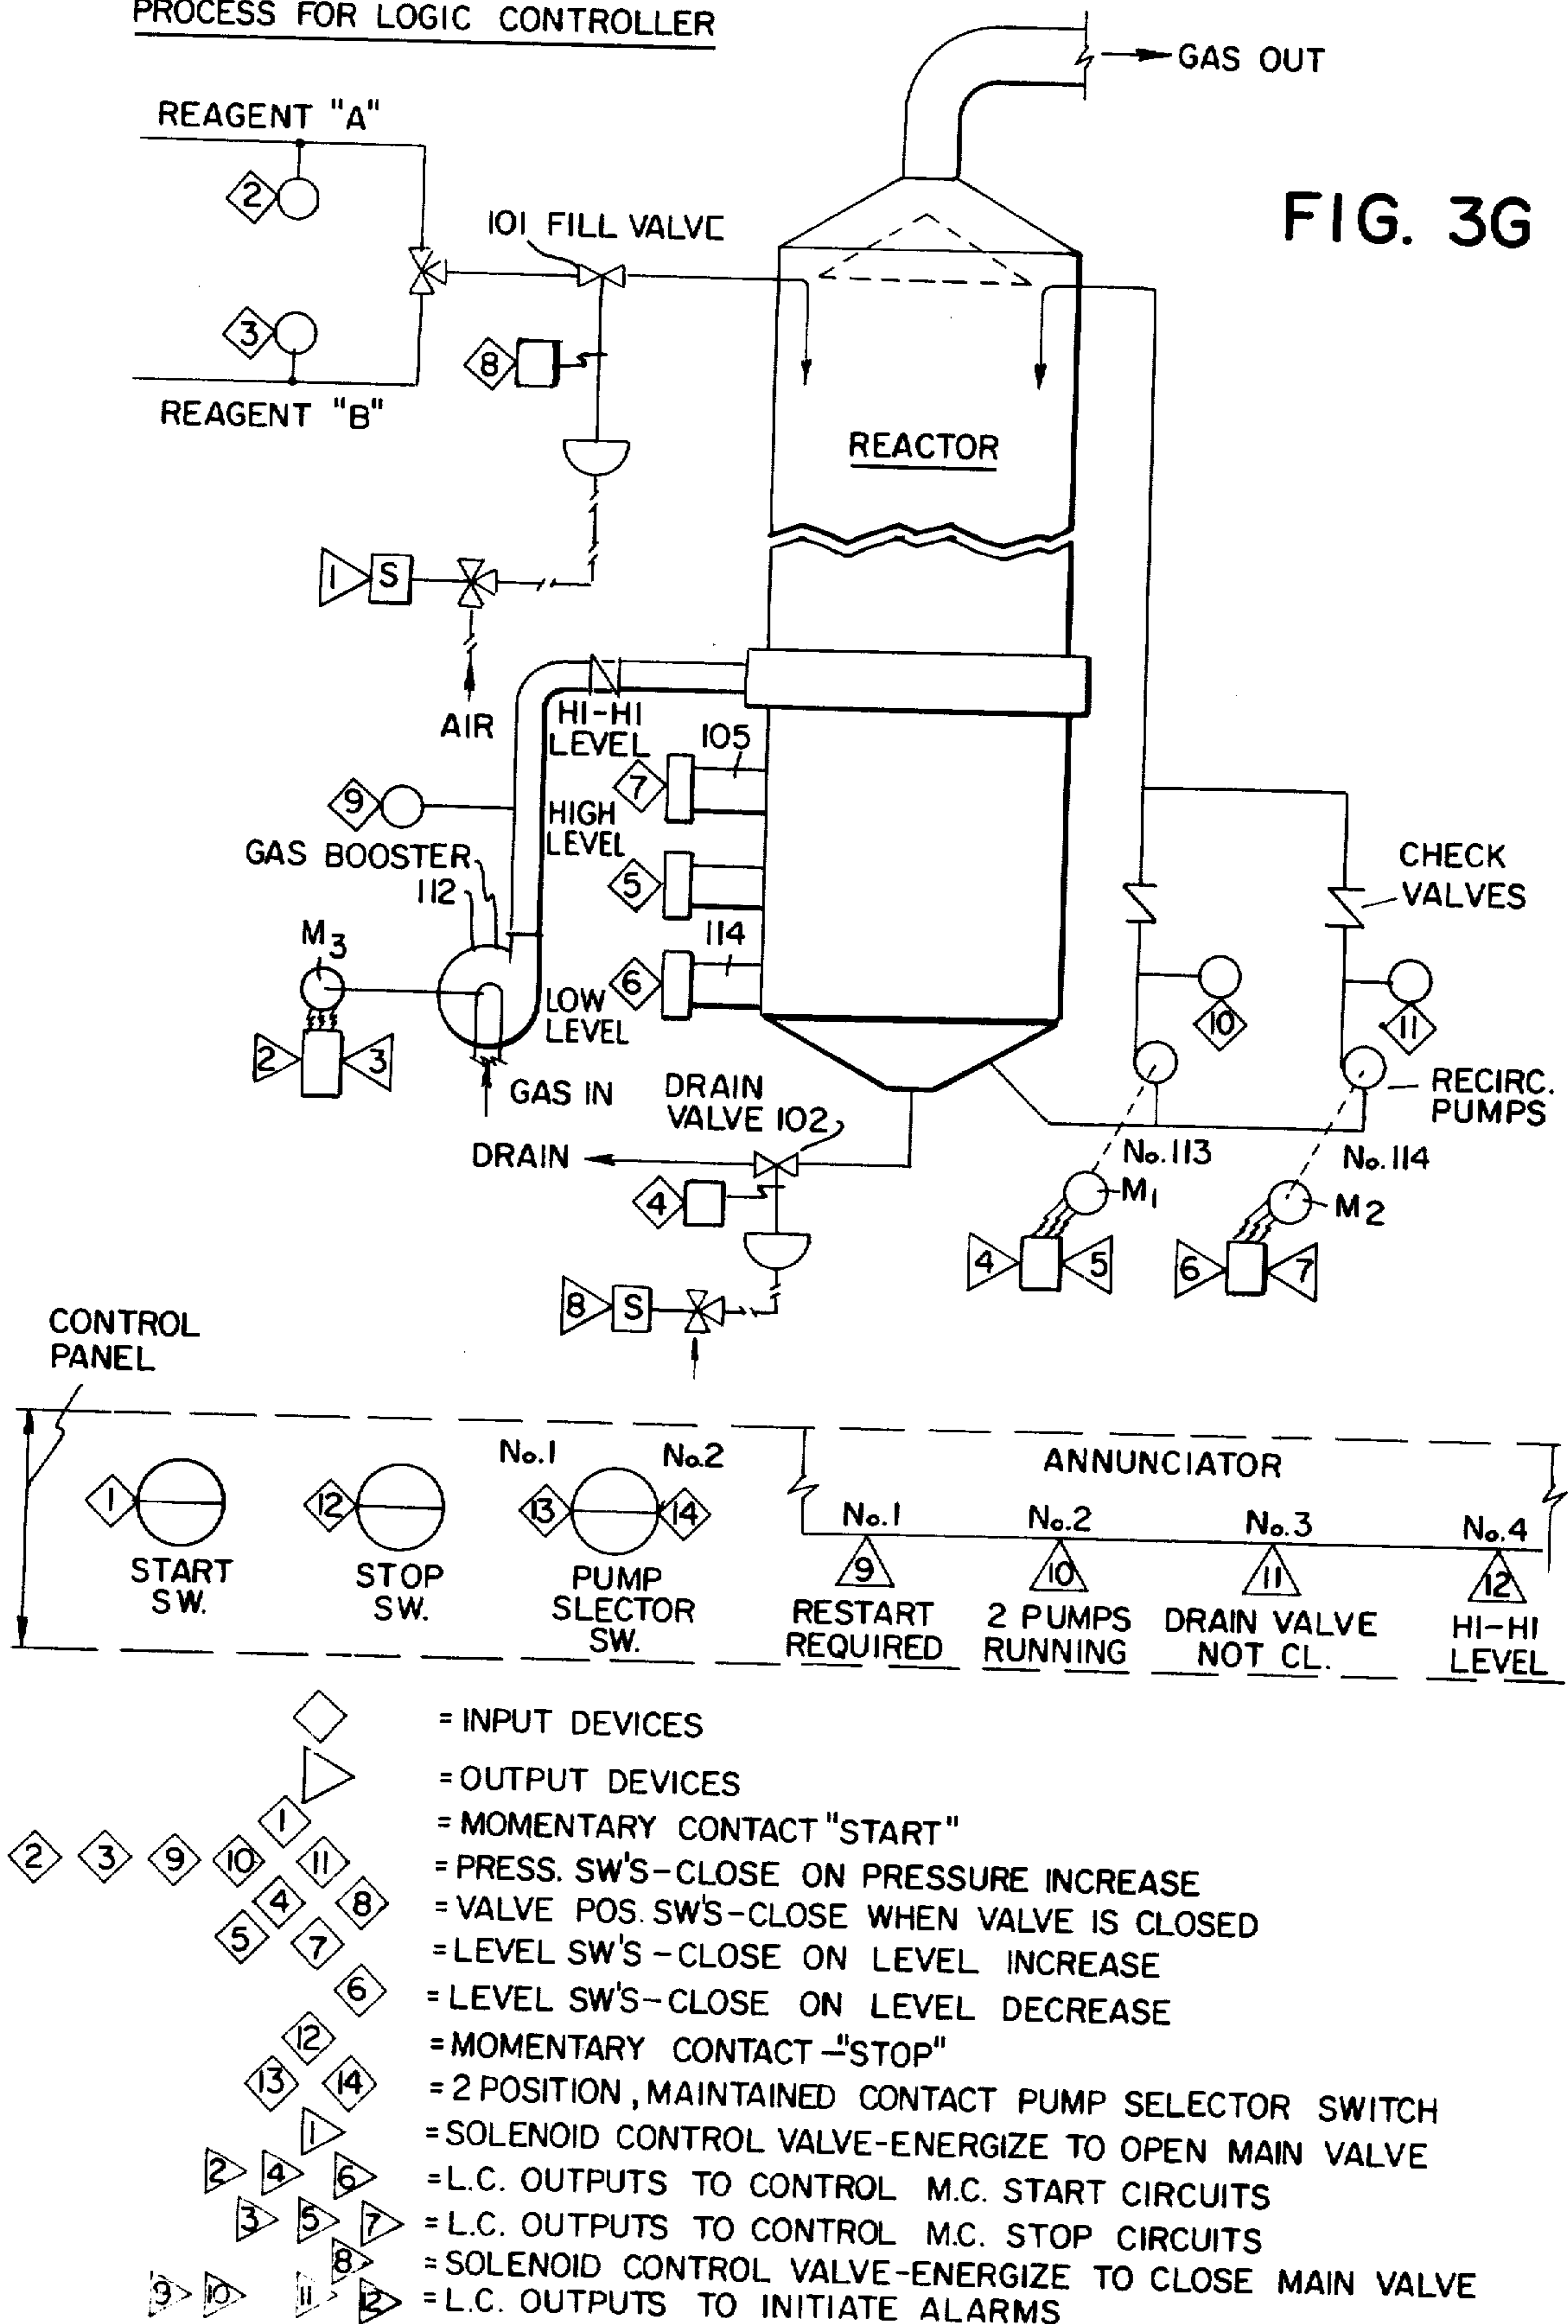 PROCESS FOR LOGIC CONTROLLER
GAS OUT
REAGENT "A"
FIG. 3G
2
101 FILL VALVE
3
8
REAGENT "B"
REACTOR
1 S
AIR
HI-HI
LEVEL
105
7
9
HIGH
LEVEL
GAS BOOSTER
112
5
CHECK
VALVES
M3
114
6
LOW
LEVEL
10
11
2 3
GAS IN
DRAIN
VALVE 102
RECIRC.
PUMPS
DRAIN
No.113
No.114
4
M1
M2
4 5
6 7
8 S
CONTROL
PANEL
No.1
No.2
ANNUNCIATOR
1
12
13
14
No.1
No.2
No.3
No.4
9
10
11
12
START
SW.
STOP
SW.
PUMP
SLECTOR
SW.
RESTART
REQUIRED
2 PUMPS
RUNNING
DRAIN VALVE
NOT CL.
HI-HI
LEVEL
= INPUT DEVICES
= OUTPUT DEVICES
1 = MOMENTARY CONTACT "START"
2 3 9 10 11 = PRESS. SW'S-CLOSE ON PRESSURE INCREASE
4 8 = VALVE POS. SW'S-CLOSE WHEN VALVE IS CLOSED
5 7 = LEVEL SW'S-CLOSE ON LEVEL INCREASE
6 = LEVEL SW'S-CLOSE ON LEVEL DECREASE
12 = MOMENTARY CONTACT-"STOP"
13 14 = 2 POSITION, MAINTAINED CONTACT PUMP SELECTOR SWITCH
1 = SOLENOID CONTROL VALVE-ENERGIZE TO OPEN MAIN VALVE
2 4 6 = L.C. OUTPUTS TO CONTROL M.C. START CIRCUITS
3 5 7 = L.C. OUTPUTS TO CONTROL M.C. STOP CIRCUITS
8 = SOLENOID CONTROL VALVE-ENERGIZE TO CLOSE MAIN VALVE
9 10 11 12 = L.C. OUTPUTS TO INITIATE ALARMS